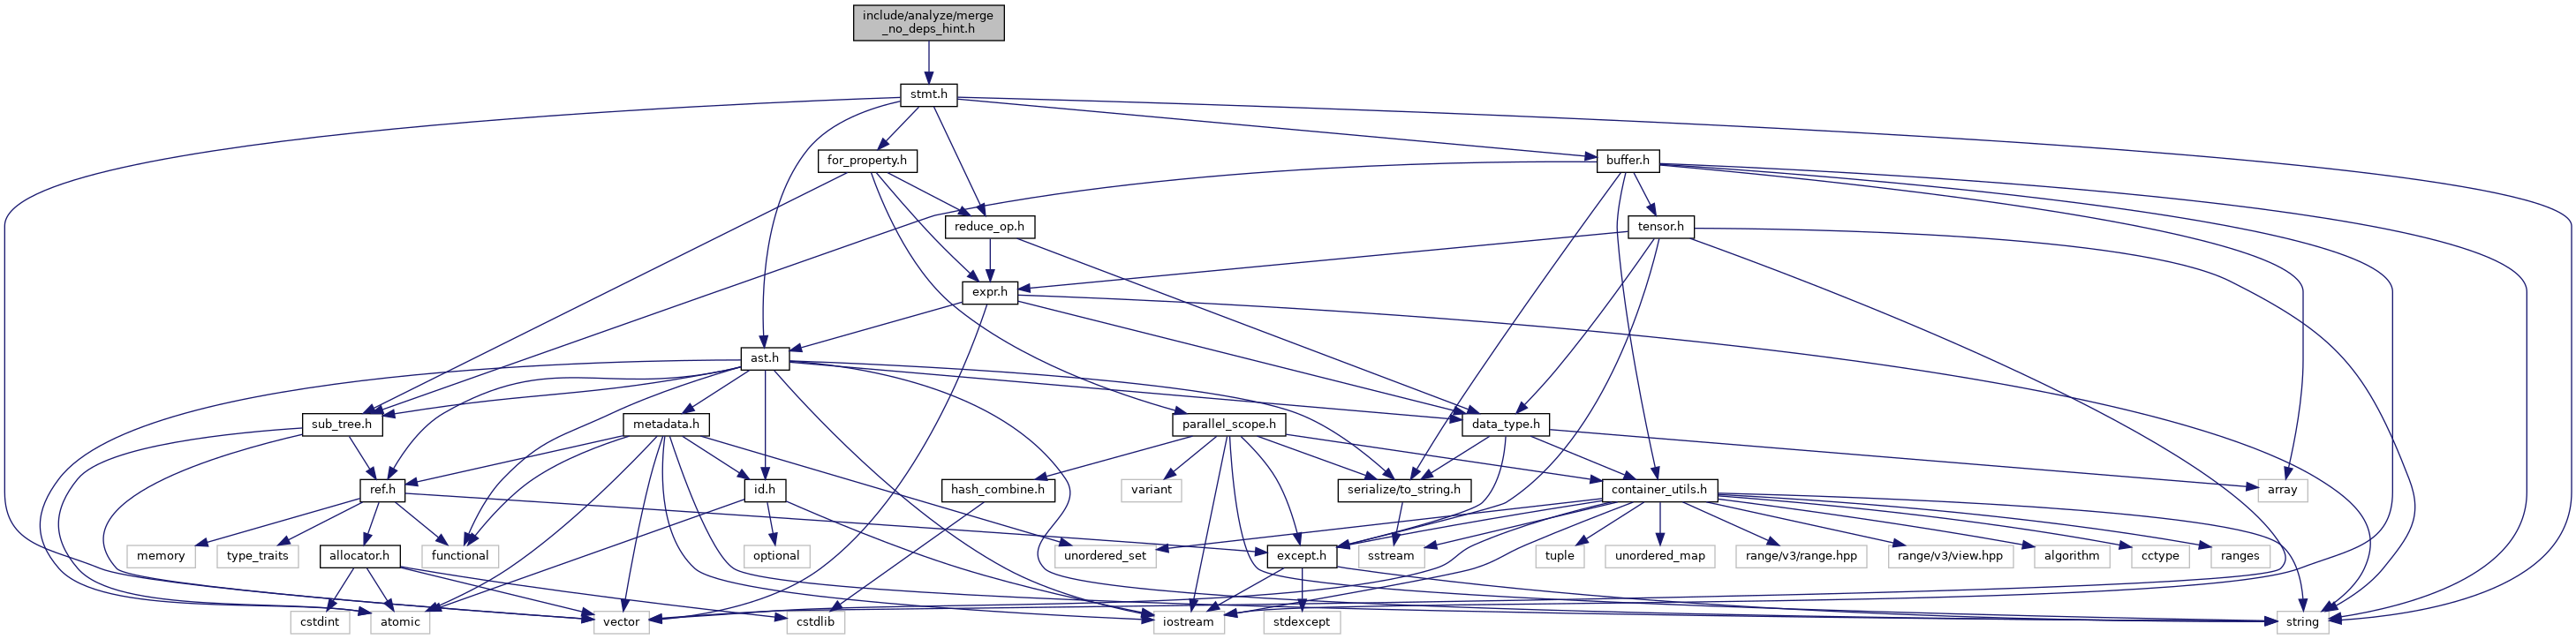 include/analyze/merge
_no_deps_hint.h
stmt.h
for_property.h
buffer.h
reduce_op.h
tensor.h
expr.h
ast.h
sub_tree.h
metadata.h
parallel_scope.h
data_type.h
ref.h
id.h
hash_combine.h
variant
serialize/to_string.h
container_utils.h
array
memory
type_traits
allocator.h
functional
optional
unordered_set
except.h
sstream
tuple
unordered_map
range/v3/range.hpp
range/v3/view.hpp
algorithm
cctype
ranges
cstdint
atomic
vector
cstdlib
iostream
stdexcept
string